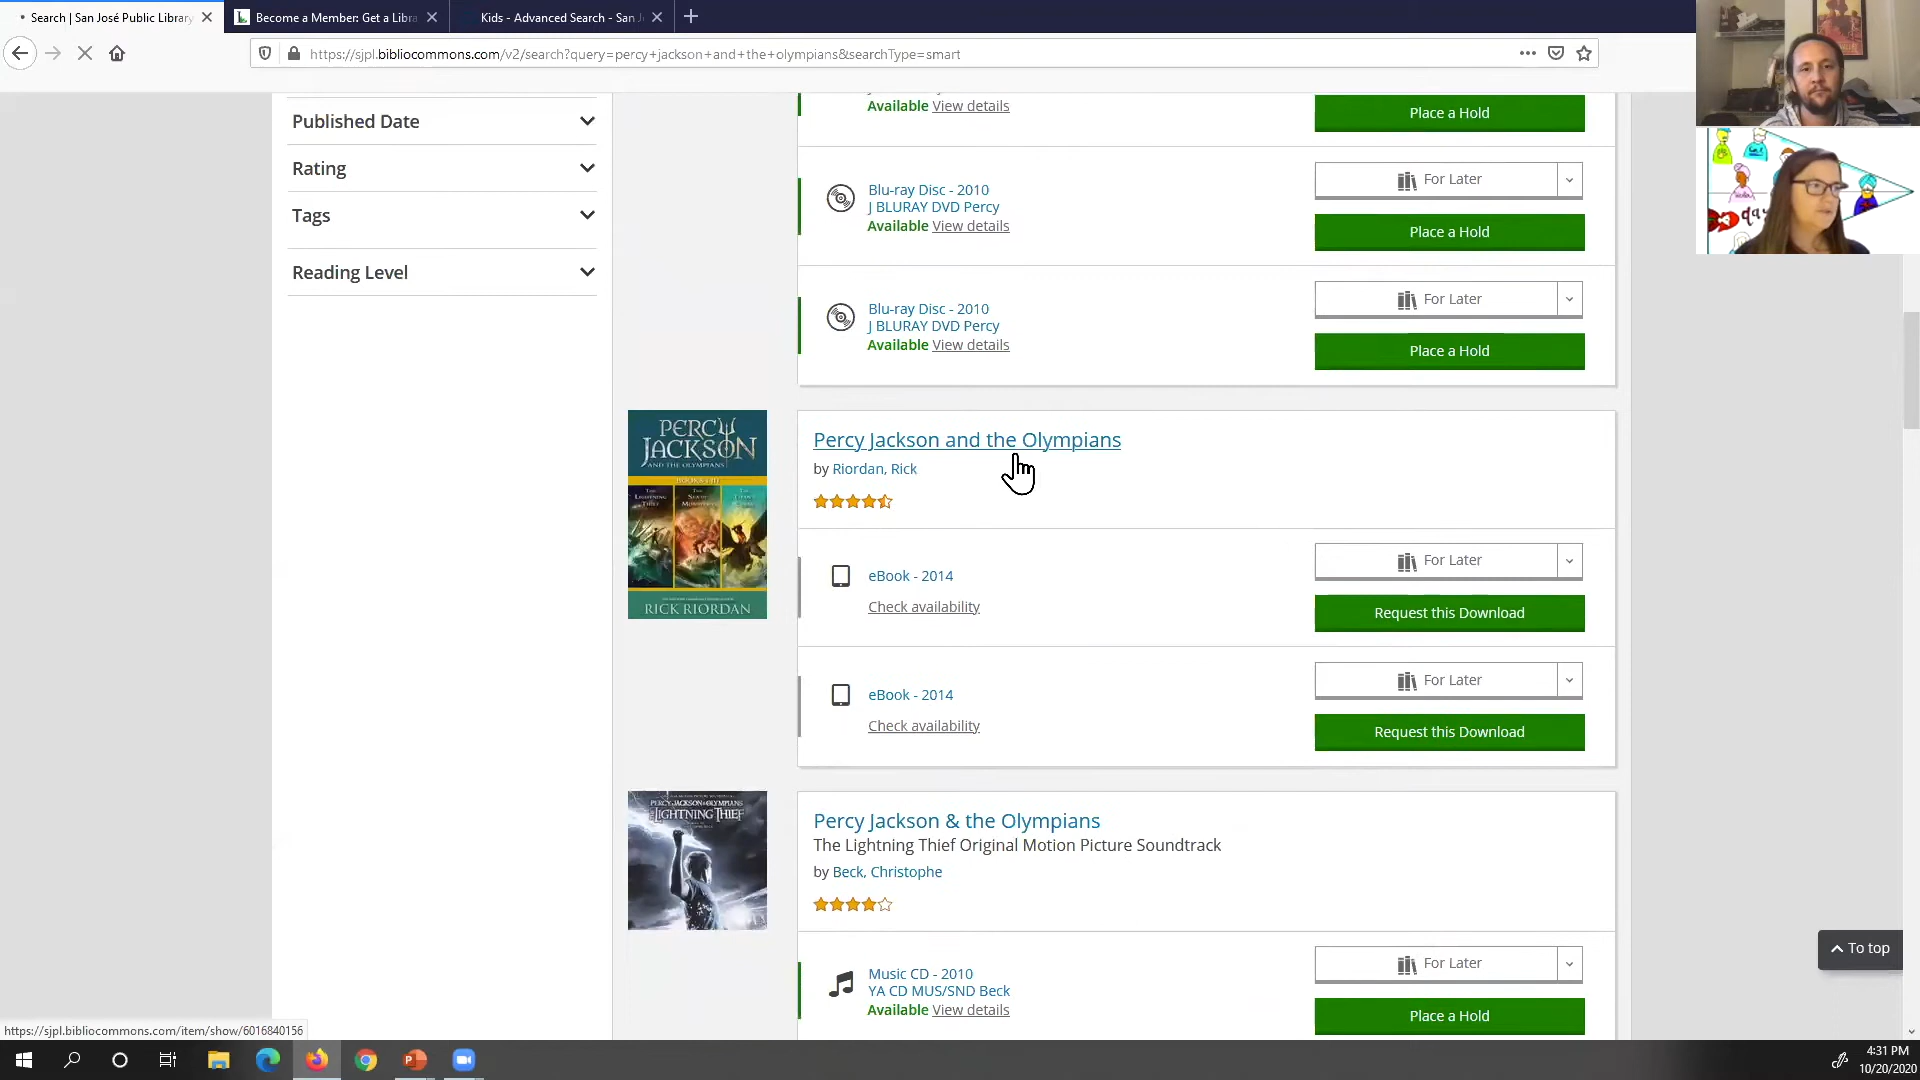 Search | San José Public Library
Become a Member: Get a Libra
Kids - Advanced Search - San J
https://sjpl.bibliocommons.com/v2/search?query=percy+jackson+and+the+olympians&searchType=smart
Published Date
Rating
Tags
Reading Level
Available View details
Place a Hold
Blu-ray Disc - 2010
J BLURAY DVD Percy
Available View details
For Later
Place a Hold
Blu-ray Disc - 2010
J BLURAY DVD Percy
Available View details
For Later
Place a Hold
PERCY
JACKSON
AND THE OLYMPIANS
BOOKS I-III
RICK RIORDAN
Percy Jackson and the Olympians
by Riordan, Rick
eBook - 2014
Check availability
For Later
Request this Download
eBook - 2014
Check availability
For Later
Request this Download
PERCY JACKSON & OLYMPIANS
LIGHTNING THIEF
Percy Jackson & the Olympians
The Lightning Thief Original Motion Picture Soundtrack
by Beck, Christophe
Music CD - 2010
YA CD MUS/SND Beck
Available View details
For Later
Place a Hold
To top
https://sjpl.bibliocommons.com/item/show/6016840156
4:31 PM
10/20/2020